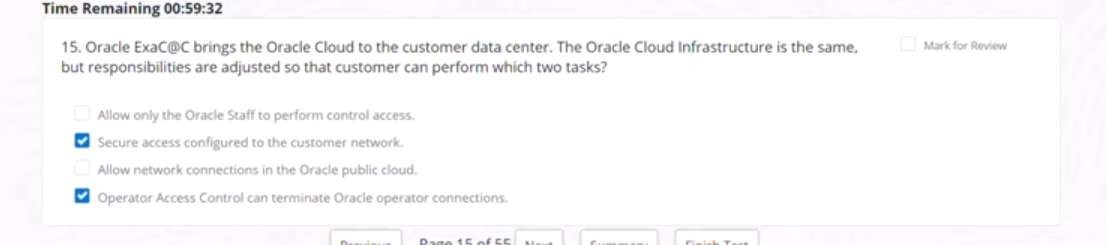 Time Remaining 00:59:32
15. Oracle ExaC@C brings the Oracle Cloud to the customer data center. The Oracle Cloud Infrastructure is the same,
but responsibilities are adjusted so that customer can perform which two tasks?
Mark for Review
Allow only the Oracle Staff to perform control access.
Secure access configured to the customer network.
Allow network connections in the Oracle public cloud.
Operator Access Control can terminate Oracle operator connections.
Previous Page 15 of 55 Next Summary Finish Test